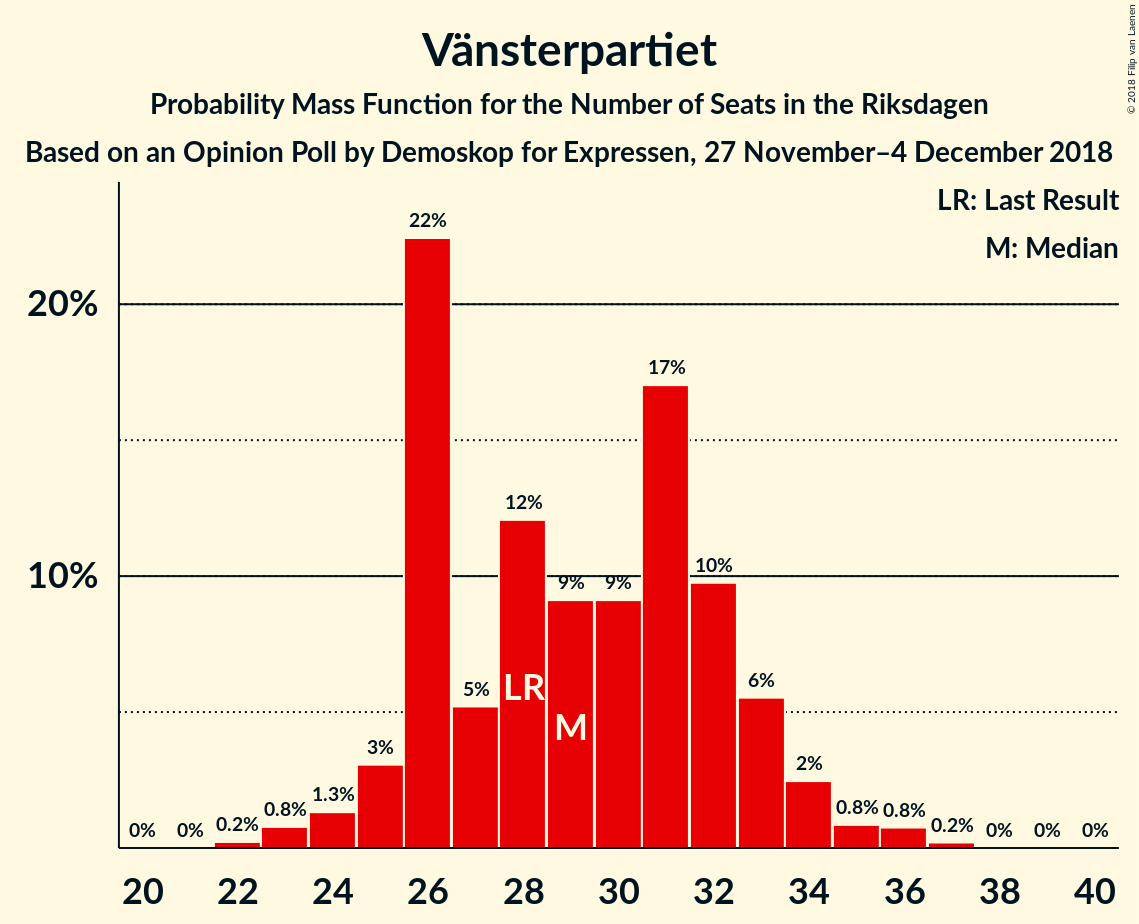 Vänsterpartiet
Probability Mass Function for the Number of Seats in the Riksdagen
Based on an Opinion Poll by Demoskop for Expressen, 27 November–4 December 2018
© 2018 Filip van Laenen
LR: Last Result
M: Median
20%
10%
0% 0% 0.2% 0.8% 1.3% 3% 22% 5% 12% 9% 9% 17% 10% 6% 2% 0.8% 0.8% 0.2% 0% 0% 0%
LR
M
20 22 24 26 28 30 32 34 36 38 40